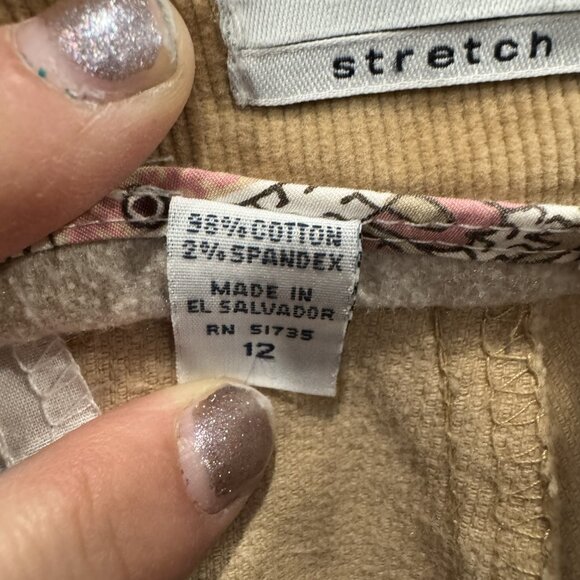 stretch
98% COTTON
2% SPANDEX
MADE IN
EL SALVADOR
RN 51735
12